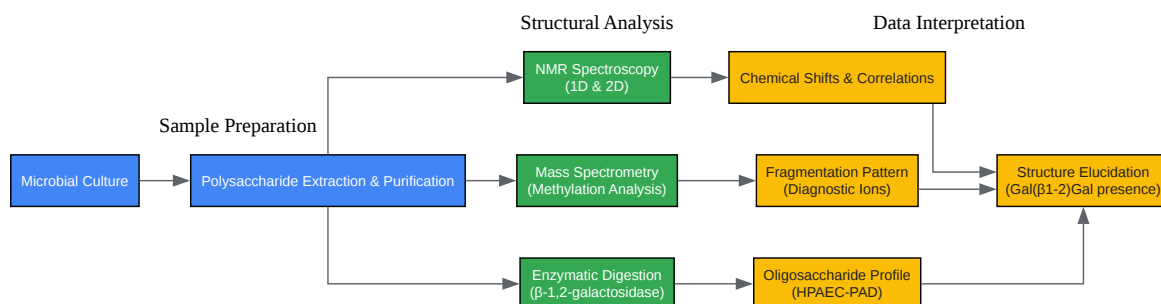 Structural Analysis
Data Interpretation
NMR Spectroscopy
(1D & 2D)
Chemical Shifts & Correlations
Sample Preparation
Microbial Culture
Polysaccharide Extraction & Purification
Mass Spectrometry
(Methylation Analysis)
Fragmentation Pattern
(Diagnostic Ions)
Structure Elucidation
(Gal(β1-2)Gal presence)
Enzymatic Digestion
(β-1,2-galactosidase)
Oligosaccharide Profile
(HPAEC-PAD)